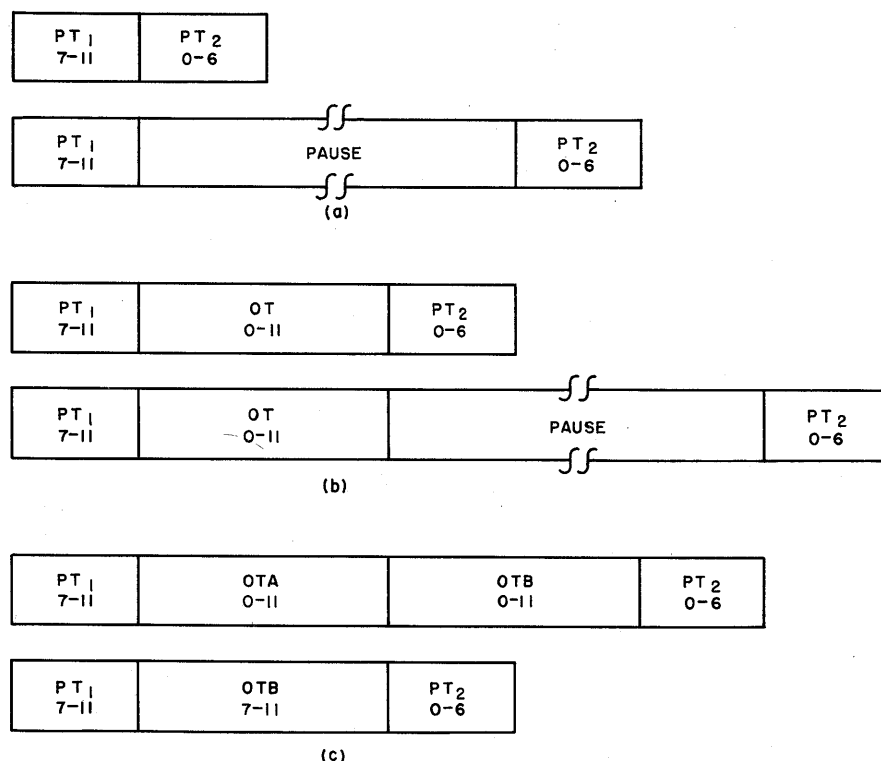 PT1 PT2
7-11 0-6
PT1 PAUSE PT2
7-11 0-6
(a)
PT1 OT PT2
7-11 0-11 0-6
PT1 OT PAUSE PT2
7-11 0-11 0-6
(b)
PT1 OTA OTB PT2
7-11 0-11 0-11 0-6
PT1 OTB PT2
7-11 7-11 0-6
(c)